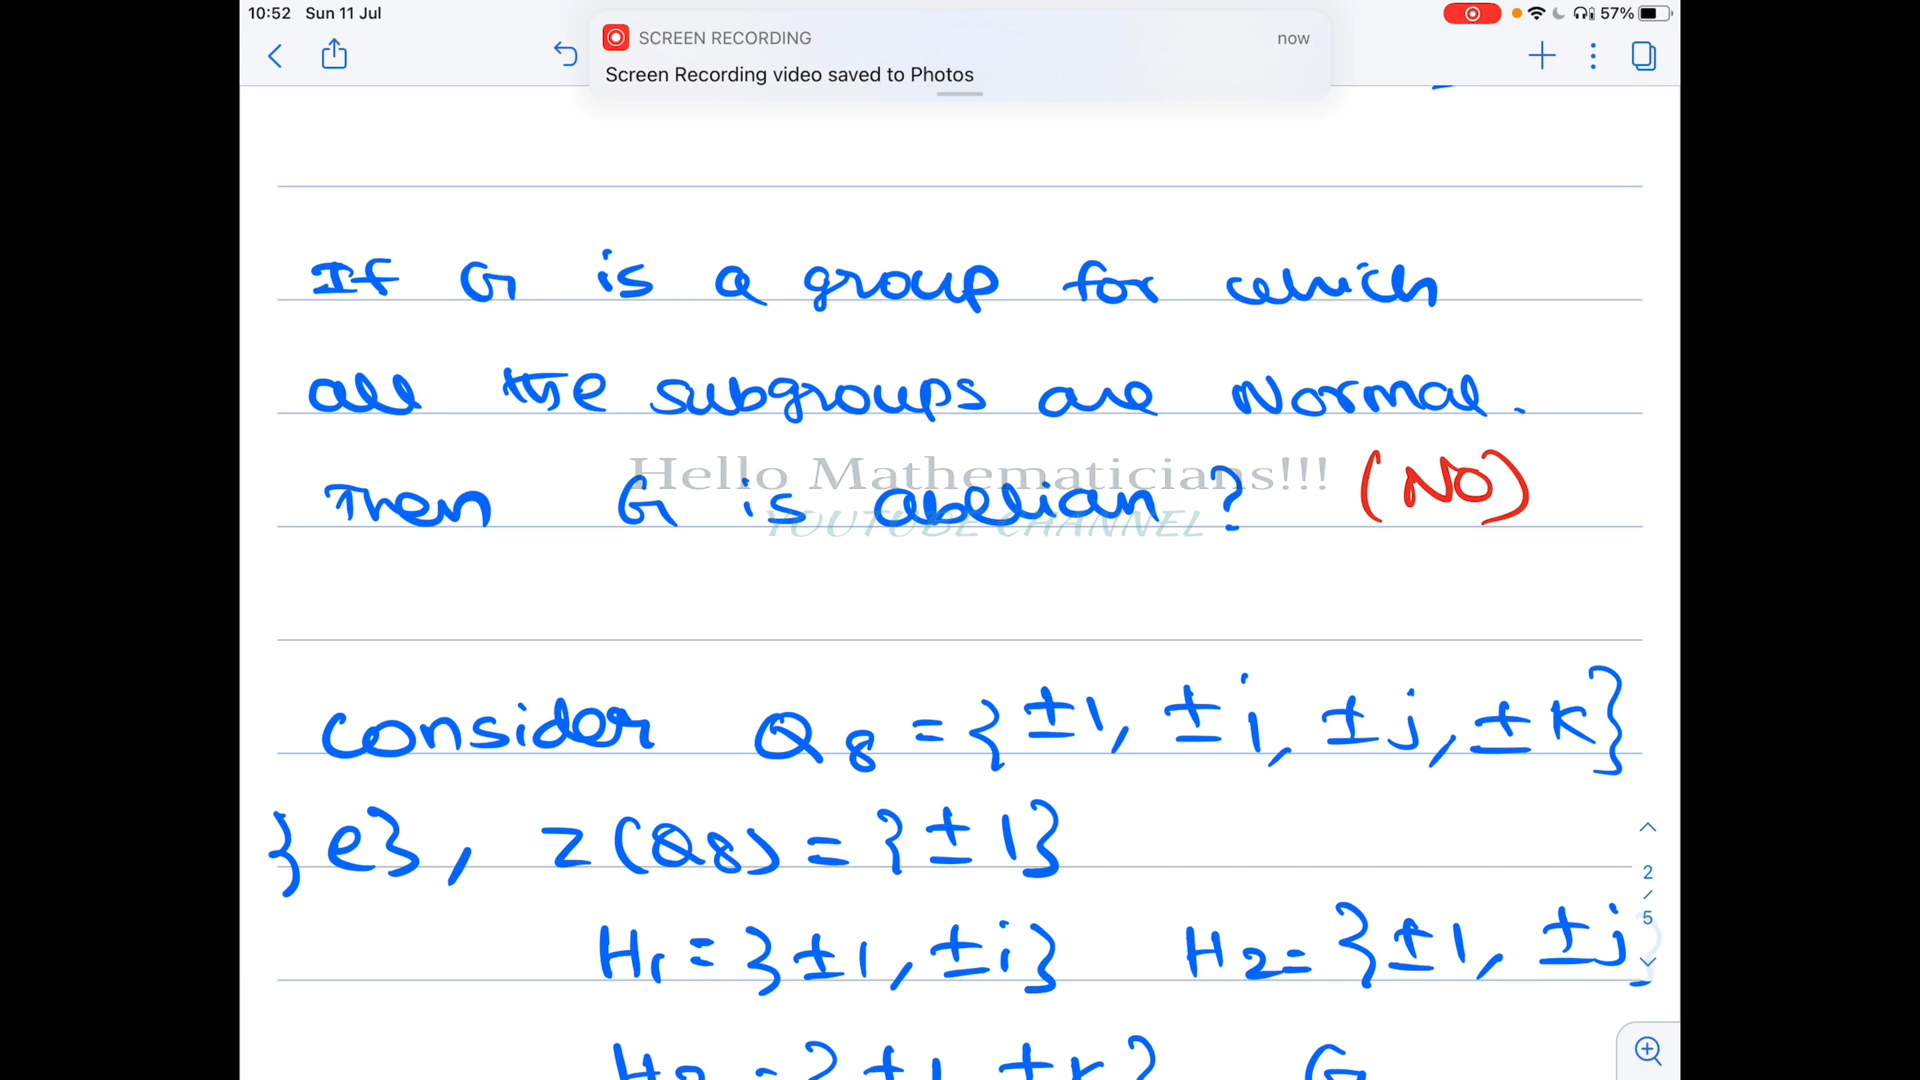 10:52 Sun 11 Jul
57%
SCREEN RECORDING now
Screen Recording video saved to Photos
If G is a group for which
all the subgroups are Normal.
Hello Mathematicians!!!
Then G is abelian? (NO)
YOUTUBE CHANNEL
consider Q8 = {±1, ±i, ±j, ±k}
{e}, Z(Q8) = {±1}
2
/
5
H1 = {±1, ±i} H2 = {±1, ±j}